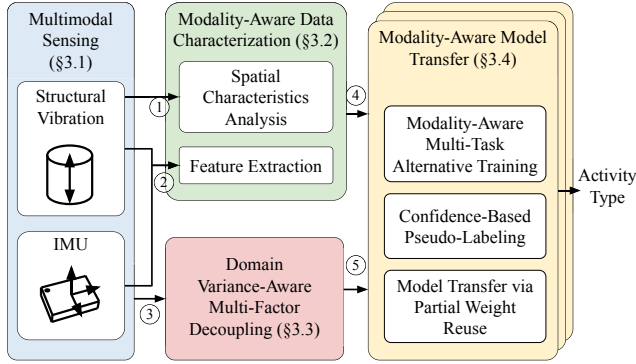 Multimodal
Sensing
(§3.1)
Structural
Vibration
IMU
①
②
③
Modality-Aware Data
Characterization (§3.2)
Spatial
Characteristics
Analysis
Feature Extraction
Domain
Variance-Aware
Multi-Factor
Decoupling (§3.3)
④
⑤
Modality-Aware Model
Transfer (§3.4)
Modality-Aware
Multi-Task
Alternative Training
Confidence-Based
Pseudo-Labeling
Model Transfer via
Partial Weight
Reuse
Activity
Type